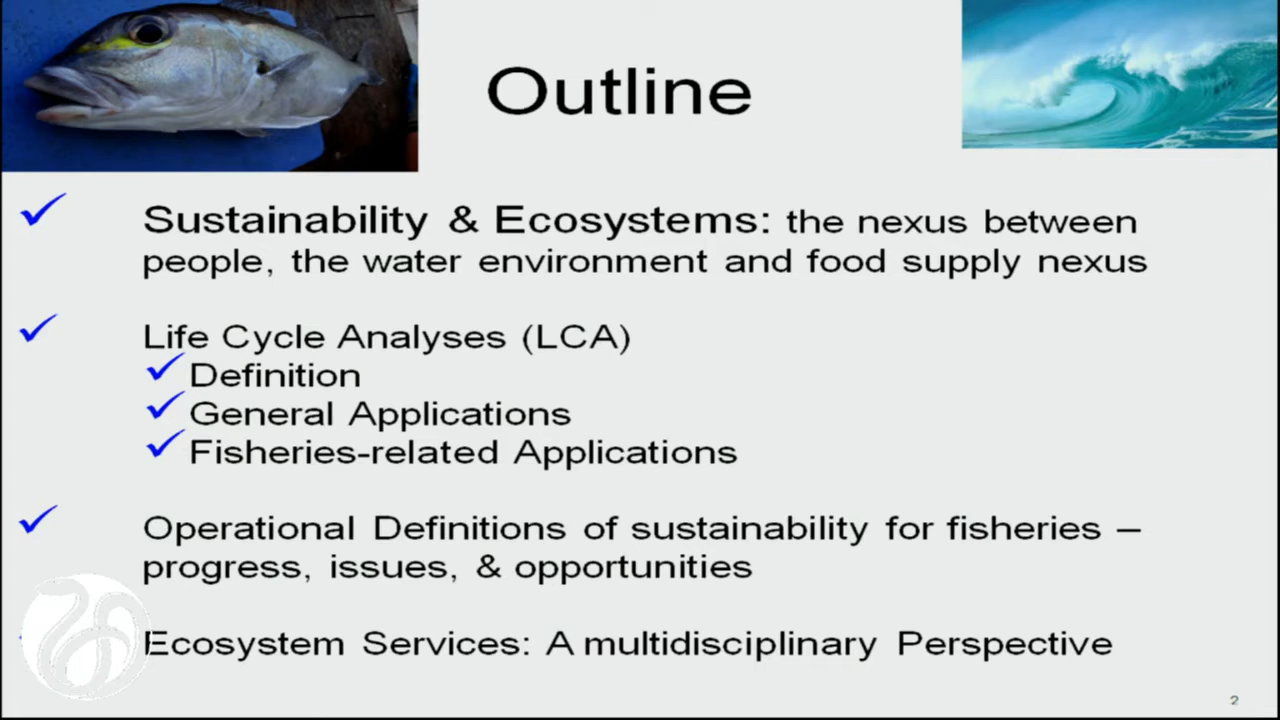 Outline
Sustainability & Ecosystems: the nexus between
people, the water environment and food supply nexus
Life Cycle Analyses (LCA)
Definition
General Applications
Fisheries-related Applications
Operational Definitions of sustainability for fisheries –
progress, issues, & opportunities
Ecosystem Services: A multidisciplinary Perspective
2